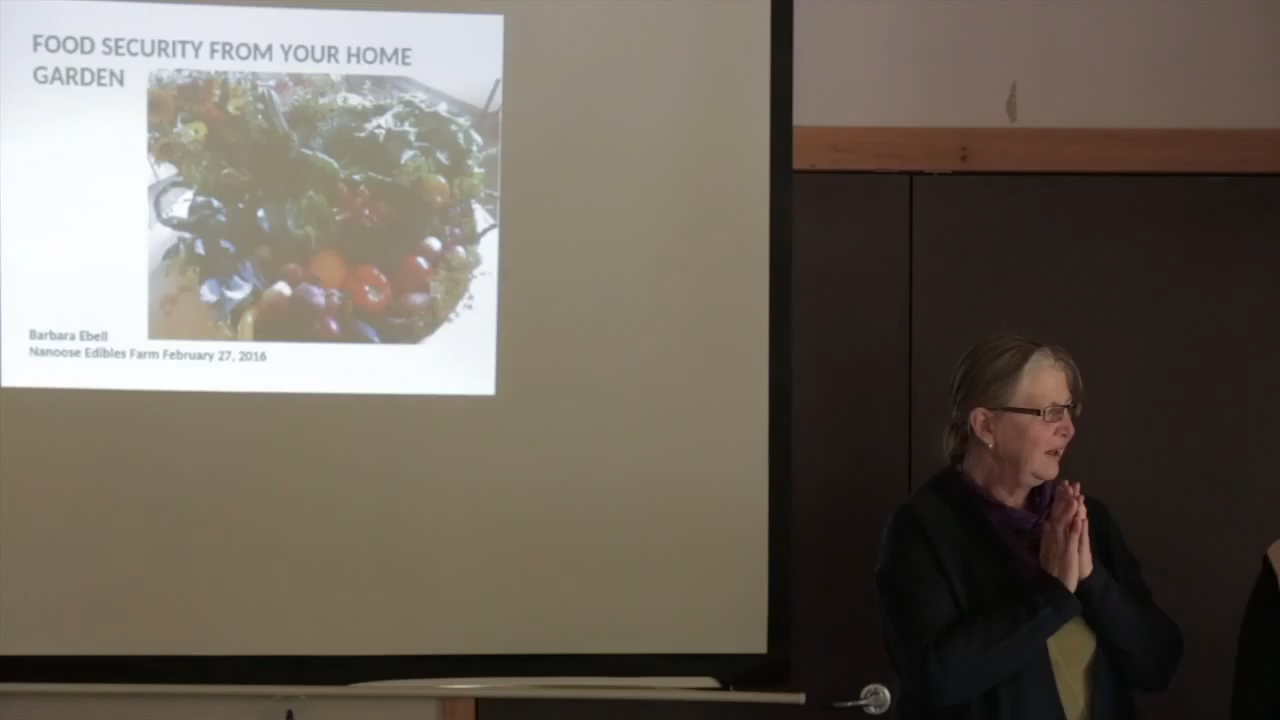 FOOD SECURITY FROM YOUR HOME
GARDEN
Barbara Ebell
Nanoose Edibles Farm February 27, 2016